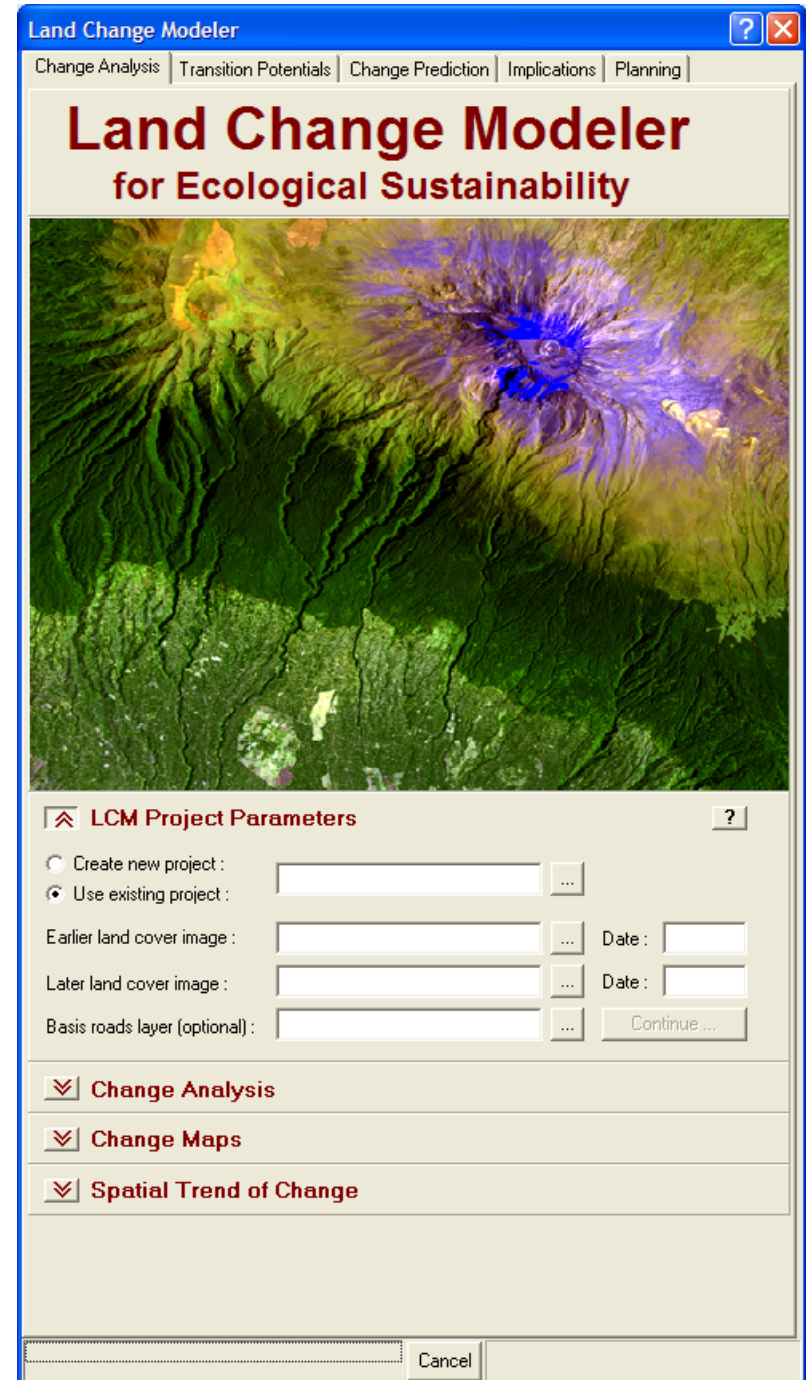 Land Change Modeler
Change Analysis Transition Potentials Change Prediction Implications Planning
Land Change Modeler
for Ecological Sustainability
LCM Project Parameters ?
Create new project :
Use existing project : ...
Earlier land cover image : ... Date :
Later land cover image : ... Date :
Basis roads layer (optional) : ... Continue ...
Change Analysis
Change Maps
Spatial Trend of Change
Cancel